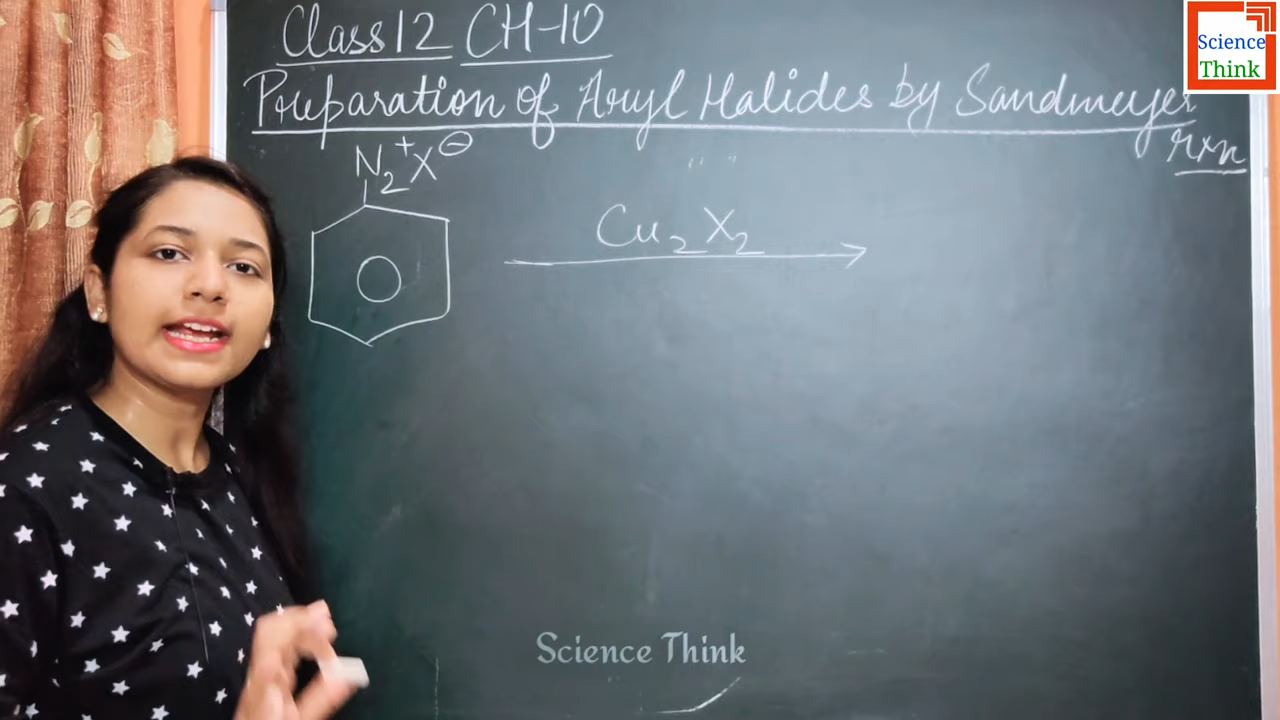 Class 12 CH-10
Preparation of Aryl Halides by Sandmeyer
rxn
N₂⁺X⊖
Cu₂X₂
Science
Think
Science Think